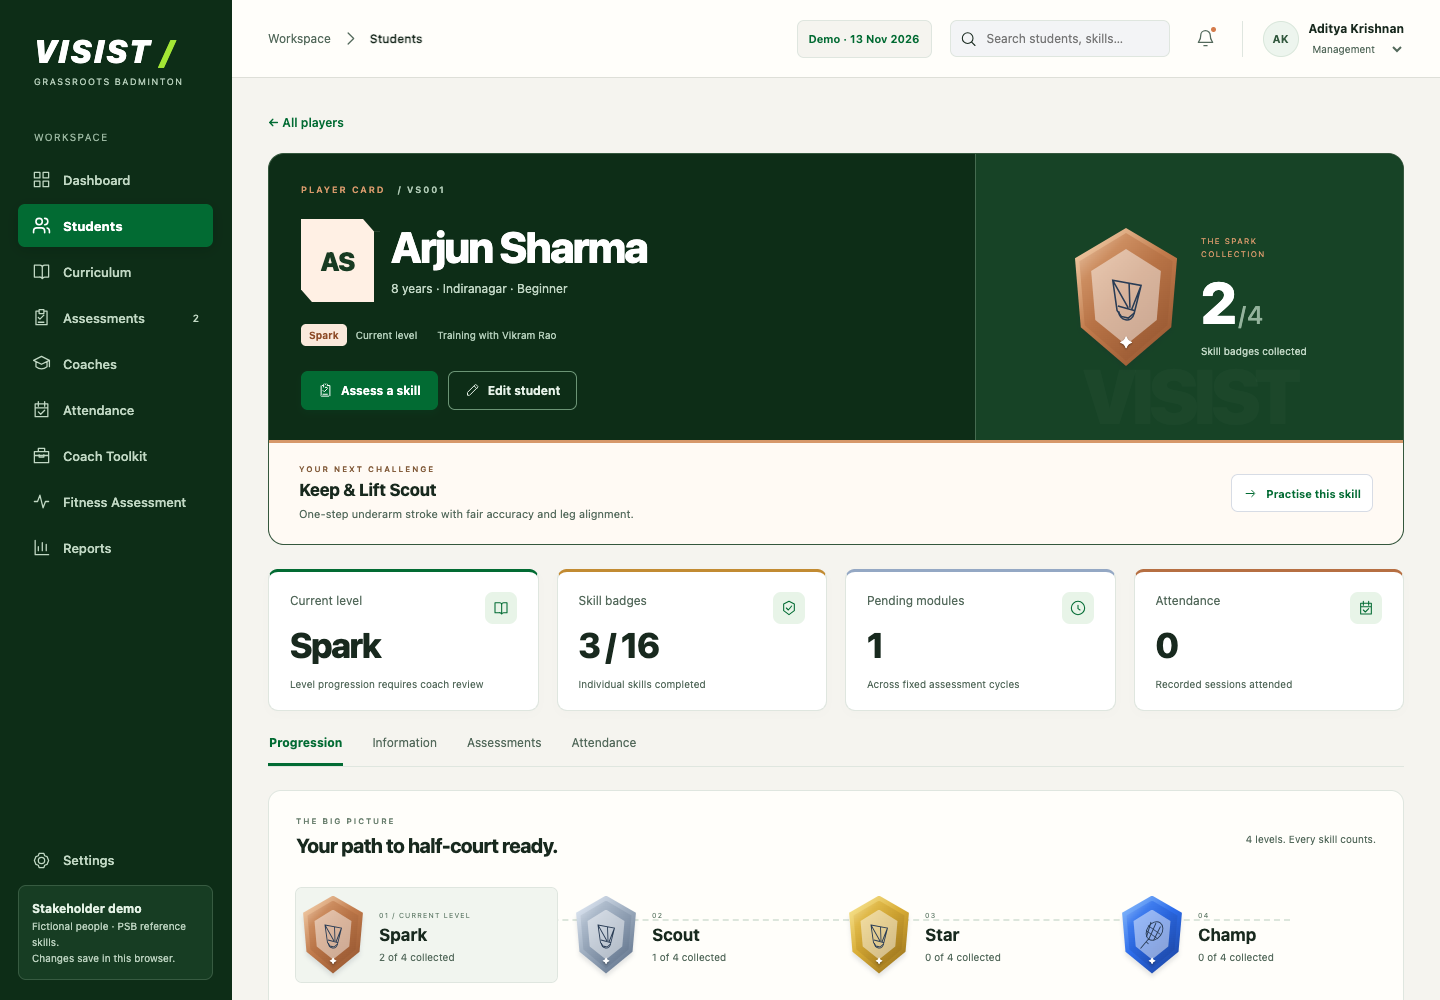 VISIST /
GRASSROOTS BADMINTON
WORKSPACE
Dashboard
Students
Curriculum
Assessments 2
Coaches
Attendance
Coach Toolkit
Fitness Assessment
Reports
Settings
Stakeholder demo
Fictional people · PSB reference
skills.
Changes save in this browser.
Workspace > Students
Demo · 13 Nov 2026
Search students, skills...
AK
Aditya Krishnan
Management
← All players
PLAYER CARD / VS001
AS
Arjun Sharma
8 years · Indiranagar · Beginner
Spark Current level Training with Vikram Rao
Assess a skill
Edit student
THE SPARK
COLLECTION
2/4
Skill badges collected
VISIST
YOUR NEXT CHALLENGE
Keep & Lift Scout
One-step underarm stroke with fair accuracy and leg alignment.
→ Practise this skill
Current level
Spark
Level progression requires coach review
Skill badges
3 / 16
Individual skills completed
Pending modules
1
Across fixed assessment cycles
Attendance
0
Recorded sessions attended
Progression Information Assessments Attendance
THE BIG PICTURE
Your path to half-court ready.
4 levels. Every skill counts.
01 / CURRENT LEVEL
Spark
2 of 4 collected
02
Scout
1 of 4 collected
03
Star
0 of 4 collected
04
Champ
0 of 4 collected